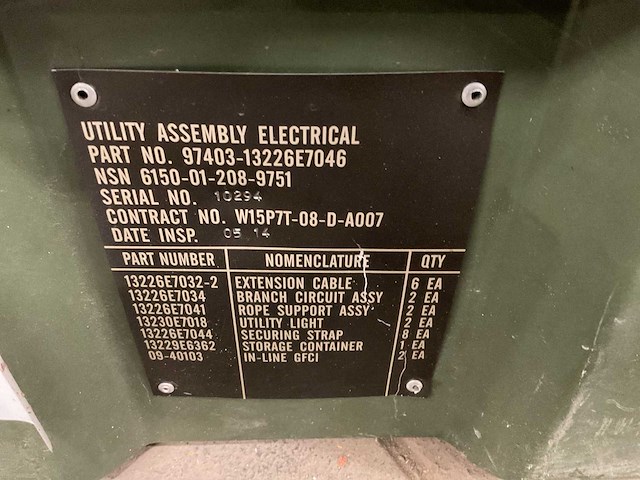 UTILITY ASSEMBLY ELECTRICAL
PART NO. 97403-13226E7046
NSN 6150-01-208-9751
SERIAL NO. 10294
CONTRACT NO. W15P7T-08-D-A007
DATE INSP. 05 14
PART NUMBER NOMENCLATURE QTY
13226E7032-2 EXTENSION CABLE 6 EA
13226E7034 BRANCH CIRCUIT ASSY 2 EA
13226E7041 ROPE SUPPORT ASSY 2 EA
13230E7018 UTILITY LIGHT 2 EA
13226E7044 SECURING STRAP 8 EA
13229E6362 STORAGE CONTAINER 1 EA
09-40103 IN-LINE GFCI 2 EA